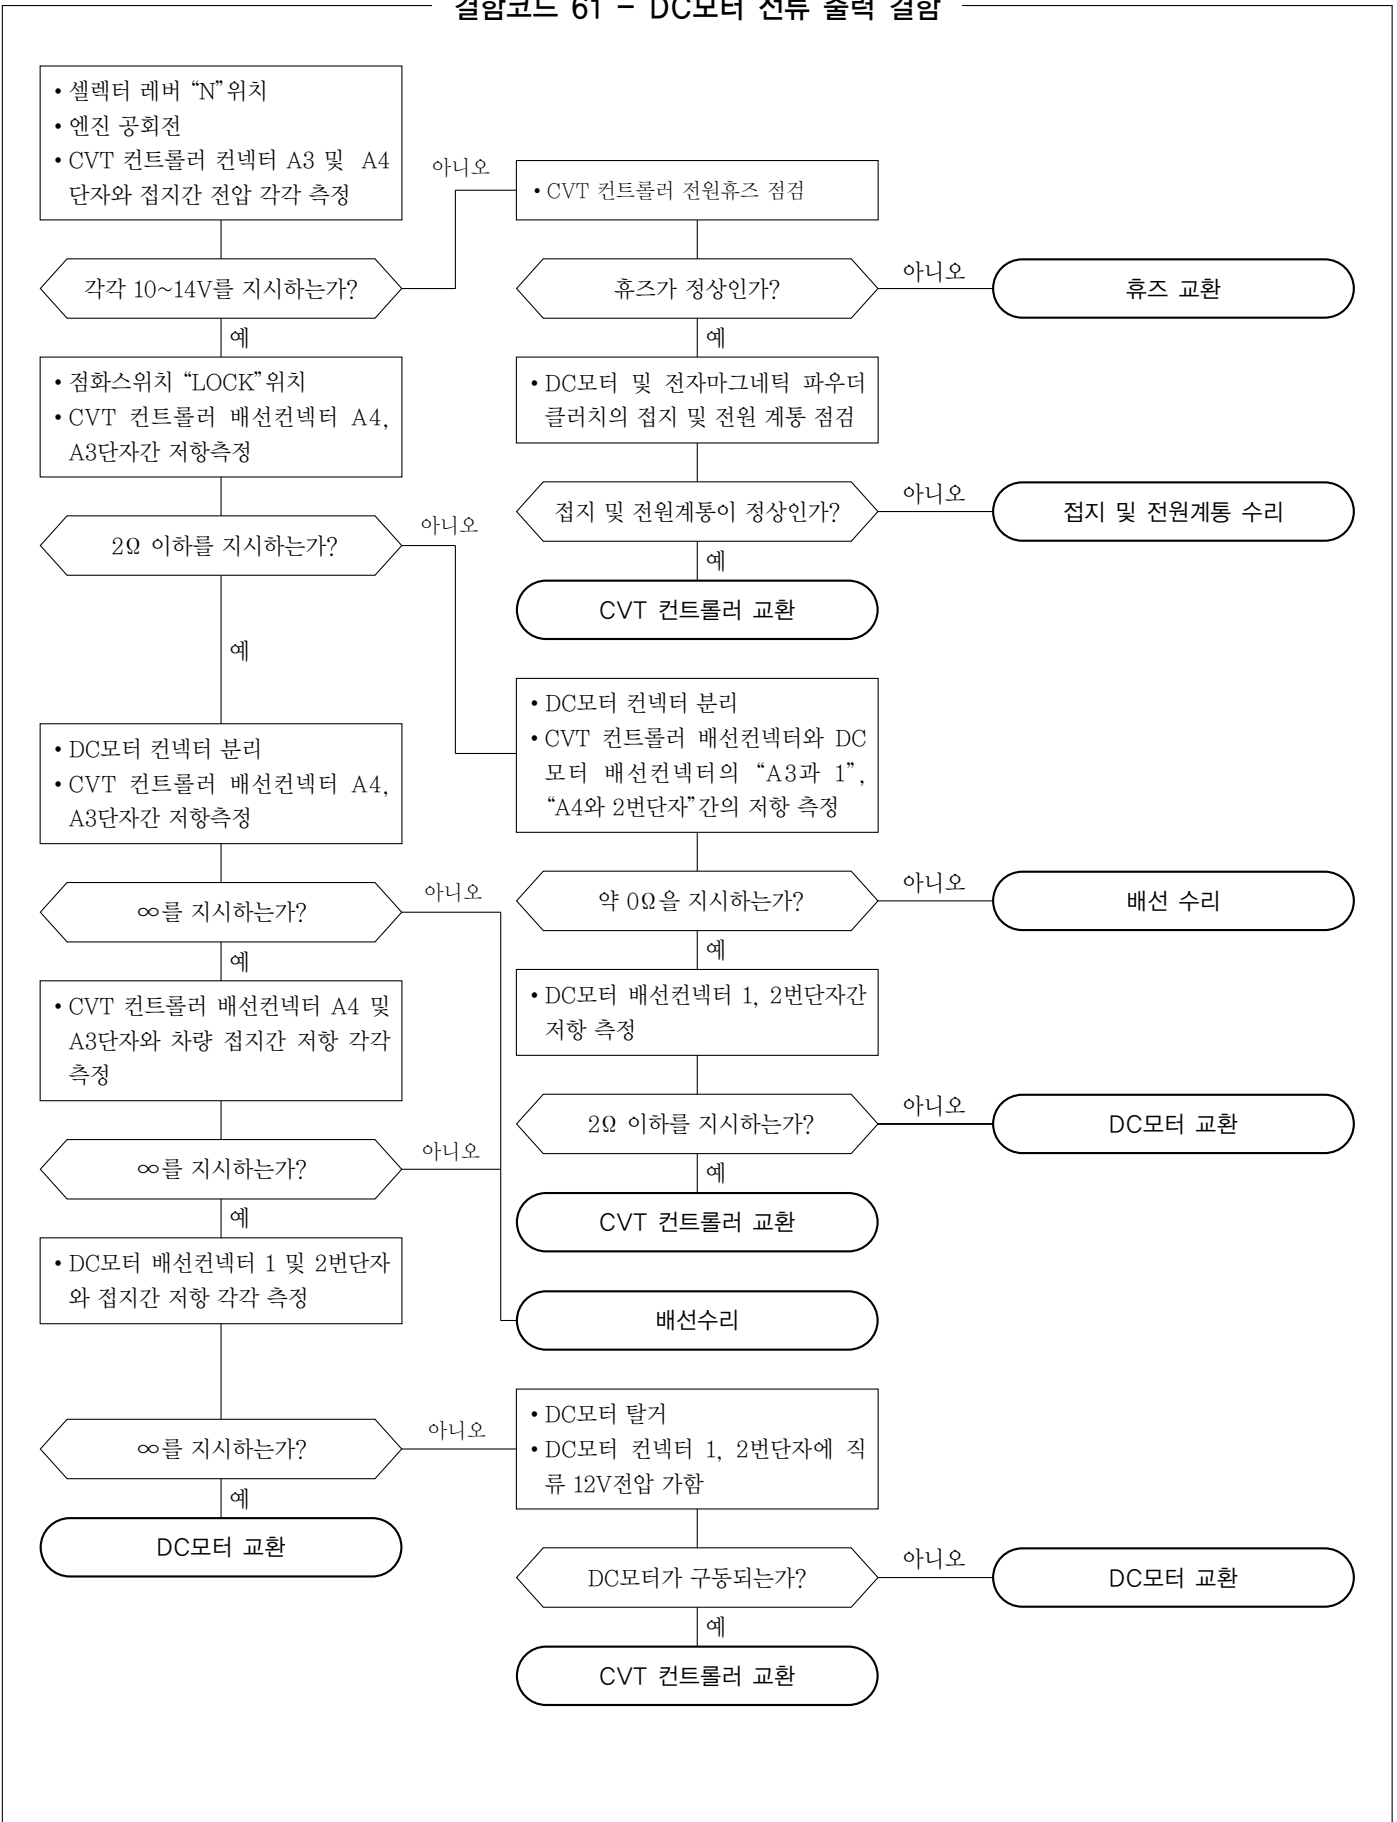 결함코드 61 - DC모터 전류 출력 결함
• 셀렉터 레버 “N”위치
• 엔진 공회전
• CVT 컨트롤러 컨넥터 A3 및 A4
단자와 접지간 전압 각각 측정
아니오
• CVT 컨트롤러 전원휴즈 점검
각각 10~14V를 지시하는가?
휴즈가 정상인가?
아니오
휴즈 교환
예
예
• 점화스위치 “LOCK”위치
• CVT 컨트롤러 배선컨넥터 A4,
A3단자간 저항측정
• DC모터 및 전자마그네틱 파우더
클러치의 접지 및 전원 계통 점검
2Ω 이하를 지시하는가?
아니오
접지 및 전원계통이 정상인가?
아니오
접지 및 전원계통 수리
예
CVT 컨트롤러 교환
예
• DC모터 컨넥터 분리
• CVT 컨트롤러 배선컨넥터 A4,
A3단자간 저항측정
• DC모터 컨넥터 분리
• CVT 컨트롤러 배선컨넥터와 DC
모터 배선컨넥터의 “A3과 1”,
“A4와 2번단자”간의 저항 측정
∞를 지시하는가?
아니오
약 0Ω을 지시하는가?
아니오
배선 수리
예
예
• CVT 컨트롤러 배선컨넥터 A4 및
A3단자와 차량 접지간 저항 각각
측정
• DC모터 배선컨넥터 1, 2번단자간
저항 측정
∞를 지시하는가?
아니오
2Ω 이하를 지시하는가?
아니오
DC모터 교환
예
예
CVT 컨트롤러 교환
• DC모터 배선컨넥터 1 및 2번단자
와 접지간 저항 각각 측정
배선수리
∞를 지시하는가?
아니오
• DC모터 탈거
• DC모터 컨넥터 1, 2번단자에 직
류 12V전압 가함
예
DC모터 교환
DC모터가 구동되는가?
아니오
DC모터 교환
예
CVT 컨트롤러 교환